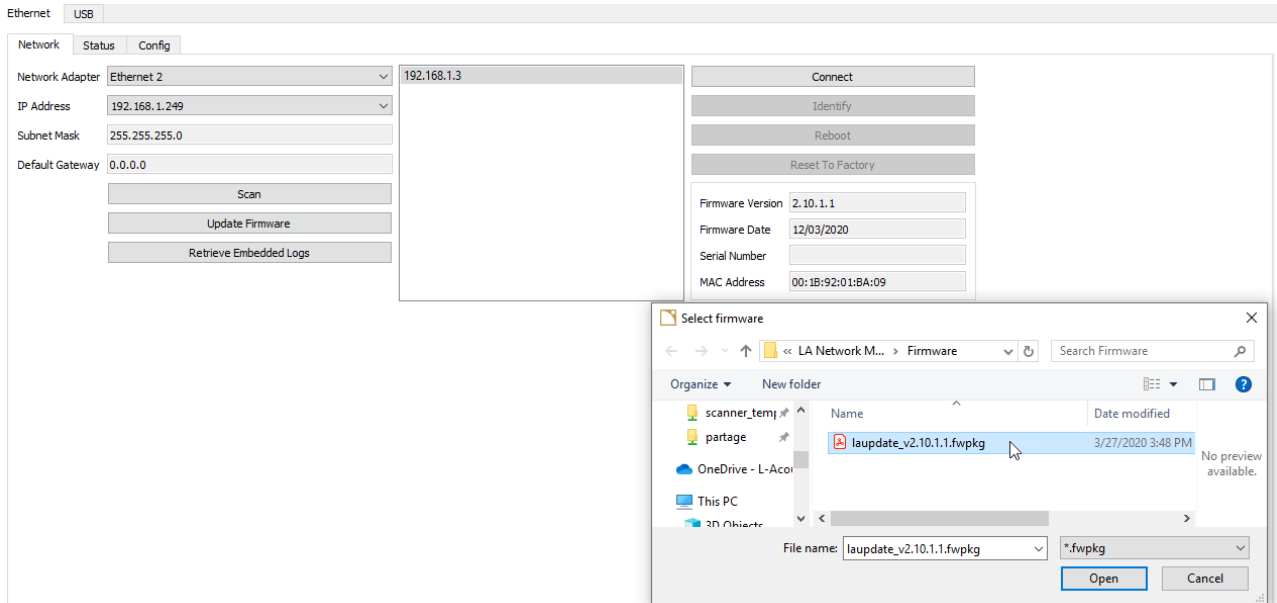 Ethernet USB
Network Status Config
Network Adapter Ethernet 2
IP Address 192.168.1.249
Subnet Mask 255.255.255.0
Default Gateway 0.0.0.0
Scan
Update Firmware
Retrieve Embedded Logs
192.168.1.3
Connect
Identify
Reboot
Reset To Factory
Firmware Version 2.10.1.1
Firmware Date 12/03/2020
Serial Number
MAC Address 00:1B:92:01:BA:09
Select firmware
« LA Network M... › Firmware
Search Firmware
Organize New folder
scanner_temp
partage
OneDrive - L-Acou
This PC
3D Objects
Name Date modified
laupdate_v2.10.1.1.fwpkg 3/27/2020 3:48 PM
No preview
available.
File name: laupdate_v2.10.1.1.fwpkg *.fwpkg
Open Cancel